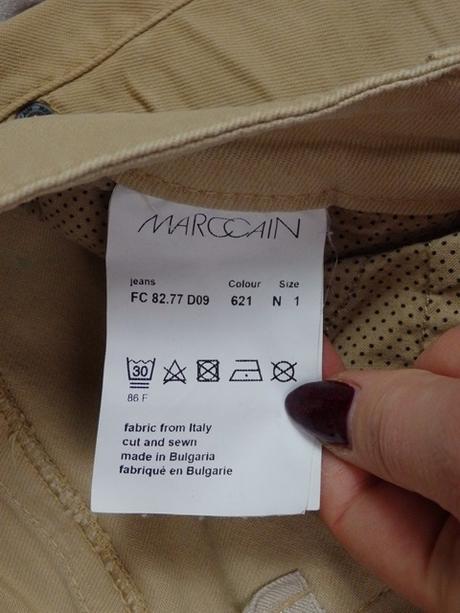 MARCCAIN
jeans Colour Size
FC 82.77 D09 621 N 1
30
86 F
fabric from Italy
cut and sewn
made in Bulgaria
fabriqué en Bulgarie